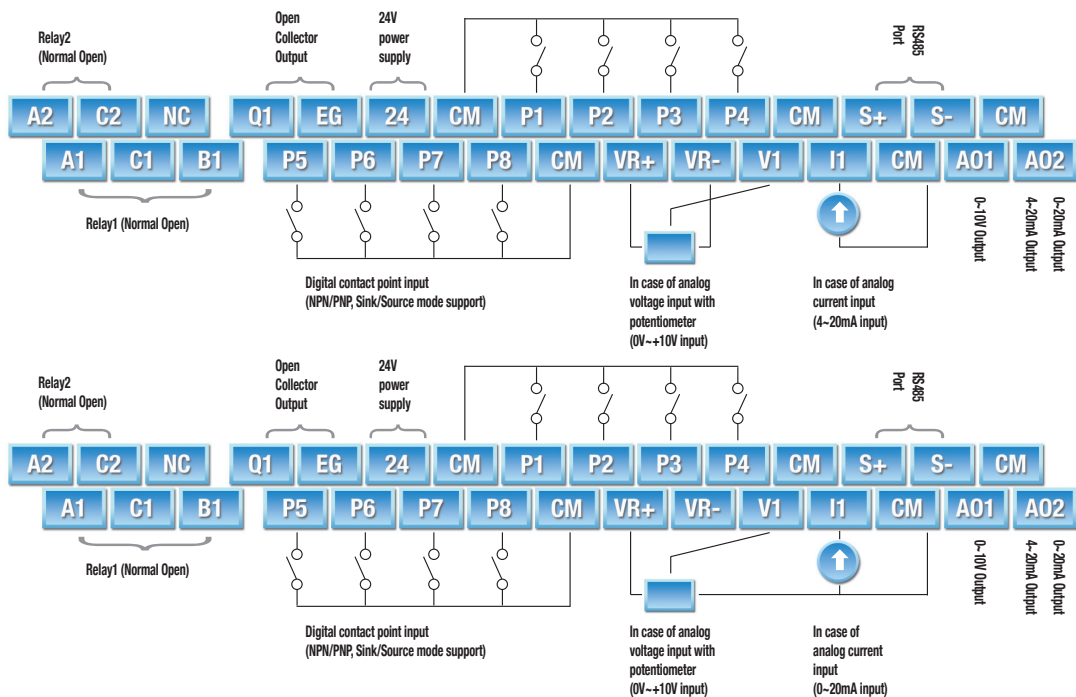 Relay2
(Normal Open)
Open
Collector
Output
24V
power
supply
RS485
Port
A2 C2 NC Q1 EG 24 CM P1 P2 P3 P4 CM S+ S- CM
A1 C1 B1 P5 P6 P7 P8 CM VR+ VR- V1 I1 CM AO1 AO2
Relay1 (Normal Open)
Digital contact point input
(NPN/PNP, Sink/Source mode support)
In case of analog
voltage input with
potentiometer
(0V~+10V input)
In case of analog
current input
(4~20mA input)
0~10V Output
0~20mA Output
4~20mA Output
Relay2
(Normal Open)
Open
Collector
Output
24V
power
supply
RS485
Port
A2 C2 NC Q1 EG 24 CM P1 P2 P3 P4 CM S+ S- CM
A1 C1 B1 P5 P6 P7 P8 CM VR+ VR- V1 I1 CM AO1 AO2
Relay1 (Normal Open)
Digital contact point input
(NPN/PNP, Sink/Source mode support)
In case of analog
voltage input with
potentiometer
(0V~+10V input)
In case of
analog current
input
(0~20mA input)
0~10V Output
0~20mA Output
4~20mA Output